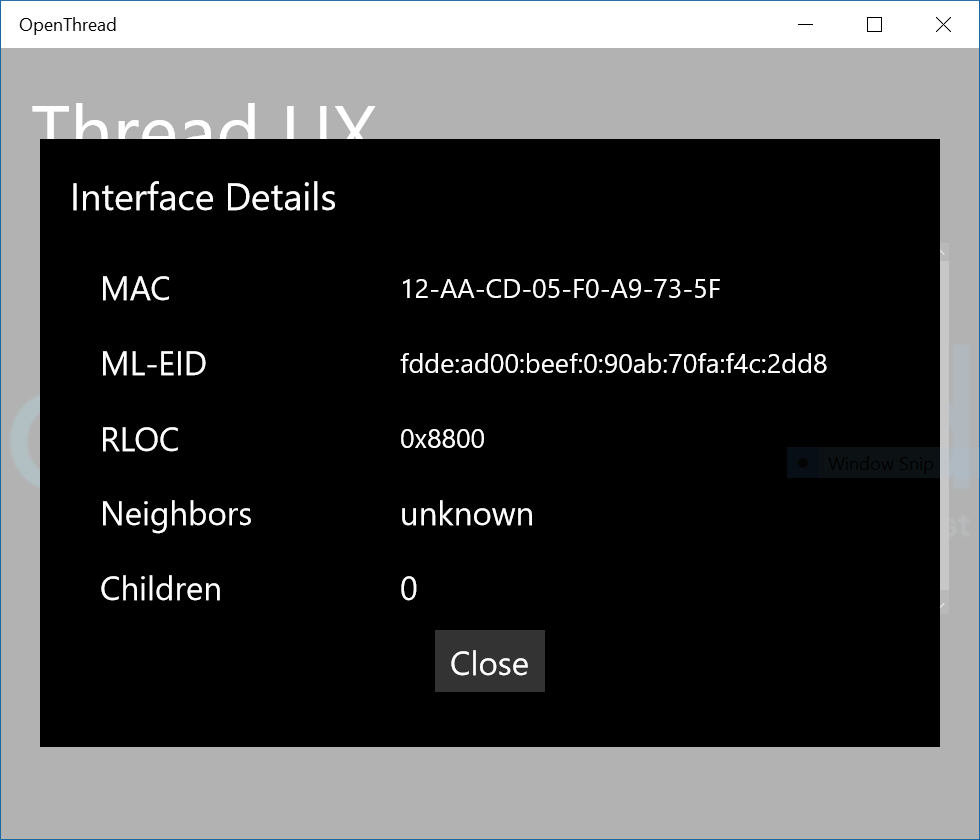 OpenThread
Thread UX
Interface Details
MAC 12-AA-CD-05-F0-A9-73-5F
ML-EID fdde:ad00:beef:0:90ab:70fa:f4c:2dd8
RLOC 0x8800
Window Snip
Neighbors unknown
Children 0
Close